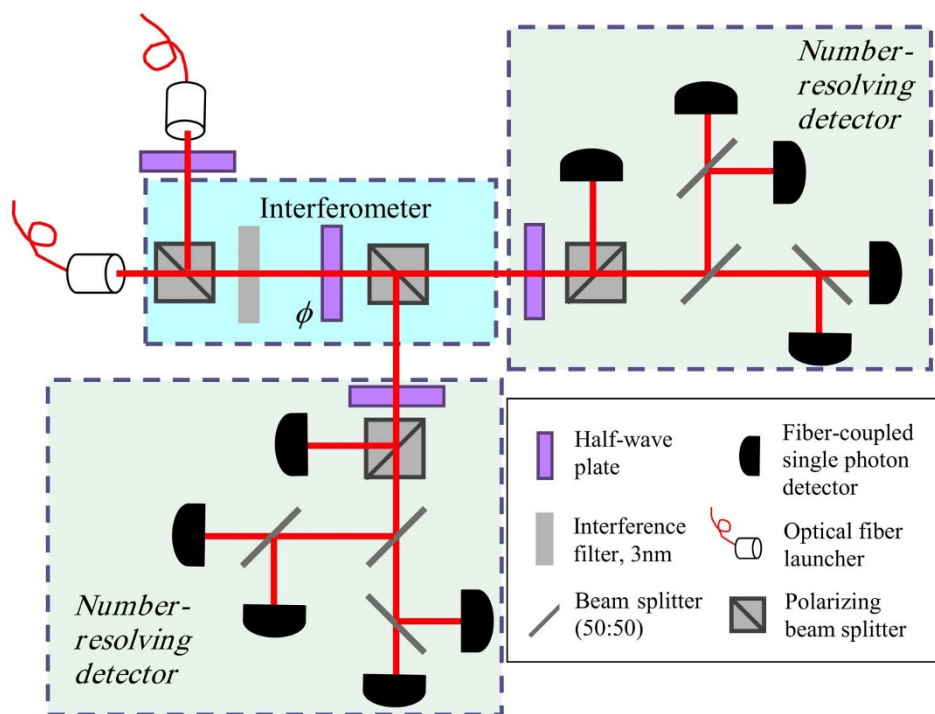 Number-
resolving
detector
Interferometer
ϕ
Number-
resolving
detector
Half-wave
plate
Fiber-coupled
single photon
detector
Interference
filter, 3nm
Optical fiber
launcher
Beam splitter
(50:50)
Polarizing
beam splitter